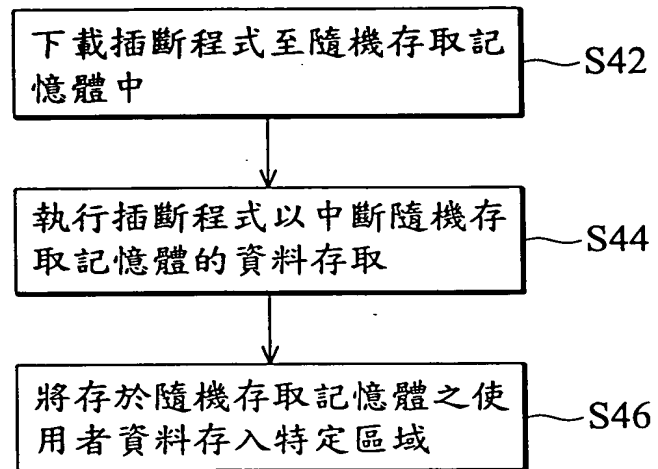 下載插斷程式至隨機存取記
憶體中
S42
執行插斷程式以中斷隨機存
取記憶體的資料存取
S44
將存於隨機存取記憶體之使
用者資料存入特定區域
S46